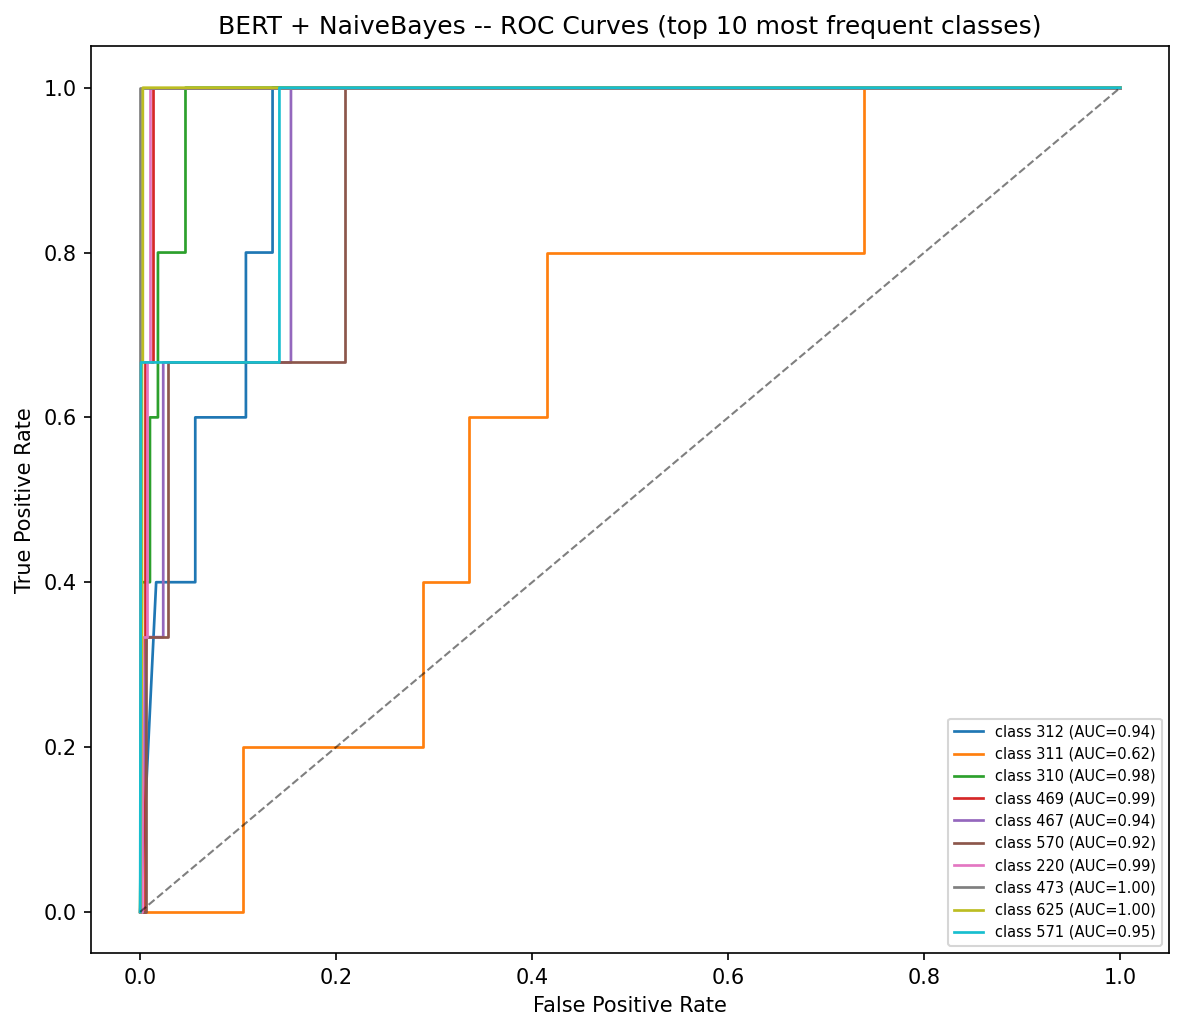 BERT + NaiveBayes -- ROC Curves (top 10 most frequent classes)
True Positive Rate
1.0
0.8
0.6
0.4
0.2
0.0
class 312 (AUC=0.94)
class 311 (AUC=0.62)
class 310 (AUC=0.98)
class 469 (AUC=0.99)
class 467 (AUC=0.94)
class 570 (AUC=0.92)
class 220 (AUC=0.99)
class 473 (AUC=1.00)
class 625 (AUC=1.00)
class 571 (AUC=0.95)
0.0 0.2 0.4 0.6 0.8 1.0
False Positive Rate